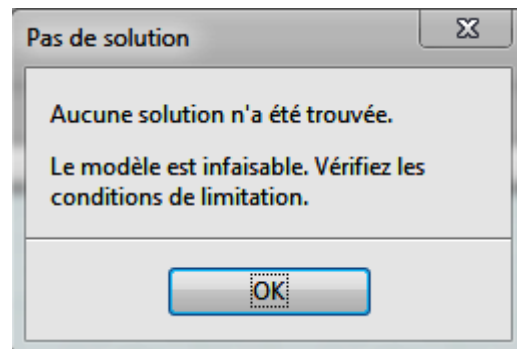 Pas de solution
Aucune solution n'a été trouvée.
Le modèle est infaisable. Vérifiez les
conditions de limitation.
OK